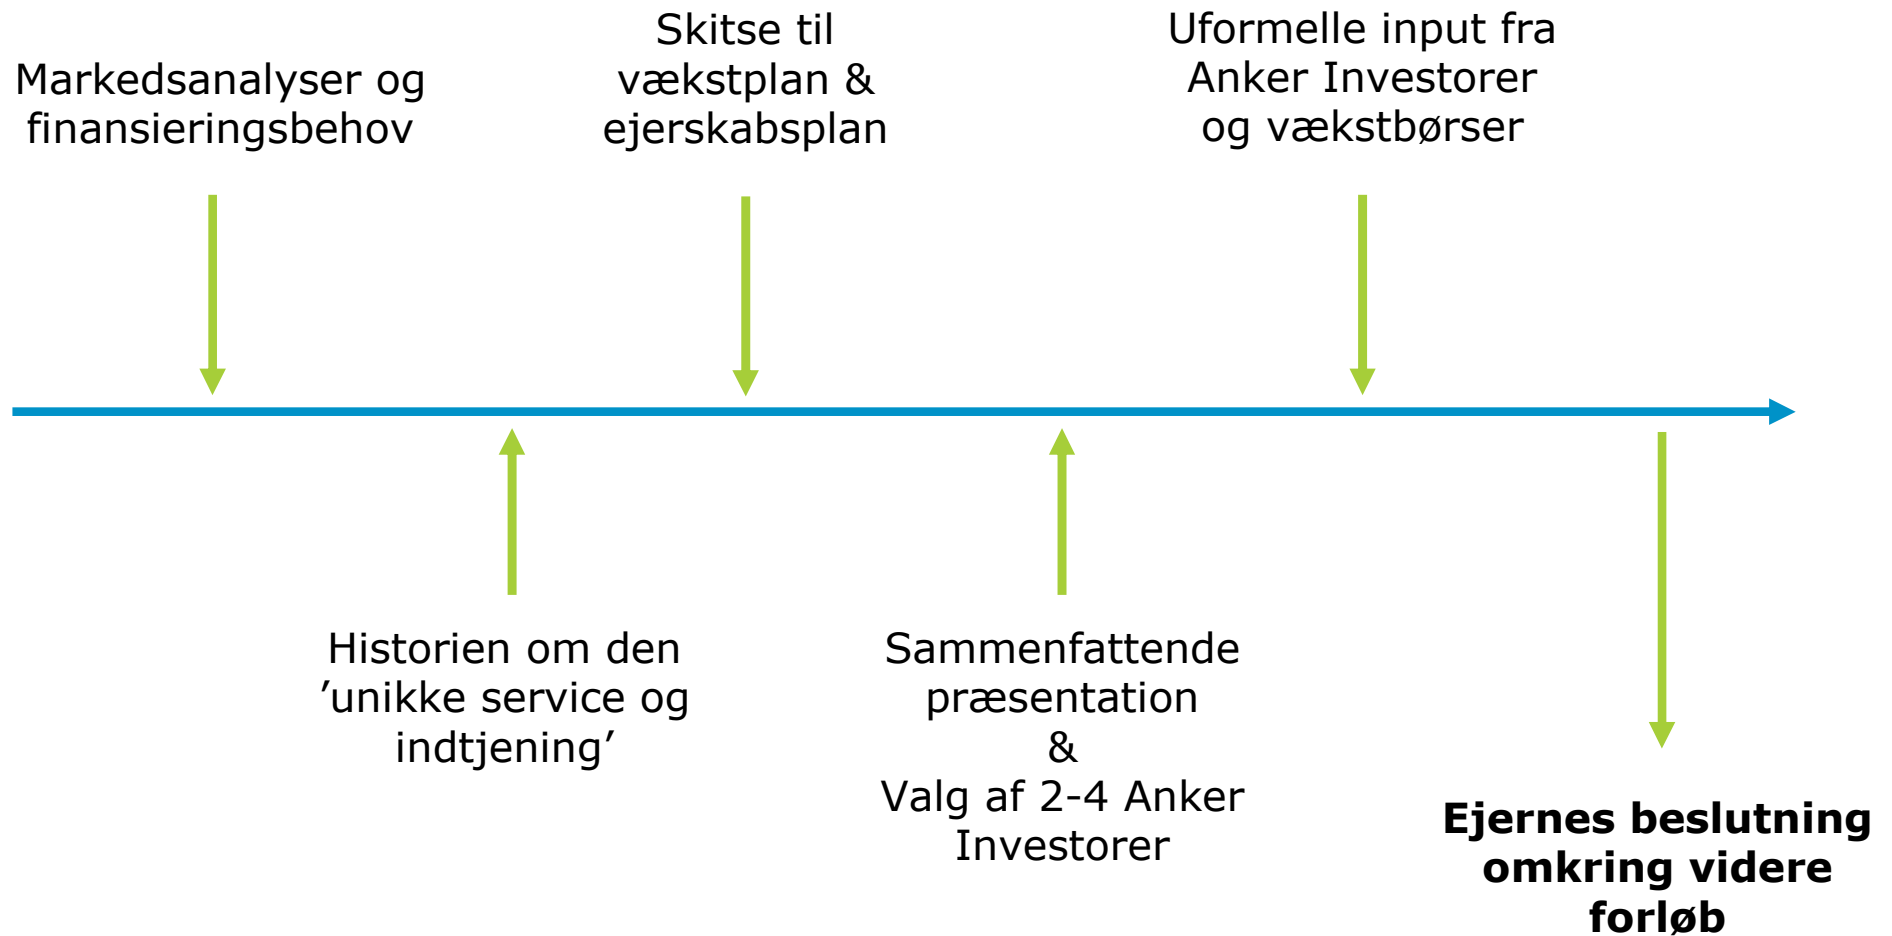 Markedsanalyser og
finansieringsbehov
Skitse til
vækstplan &
ejerskabsplan
Uformelle input fra
Anker Investorer
og vækstbørser
Historien om den
’unikke service og
indtjening’
Sammenfattende
præsentation
&
Valg af 2-4 Anker
Investorer
Ejernes beslutning
omkring videre
forløb